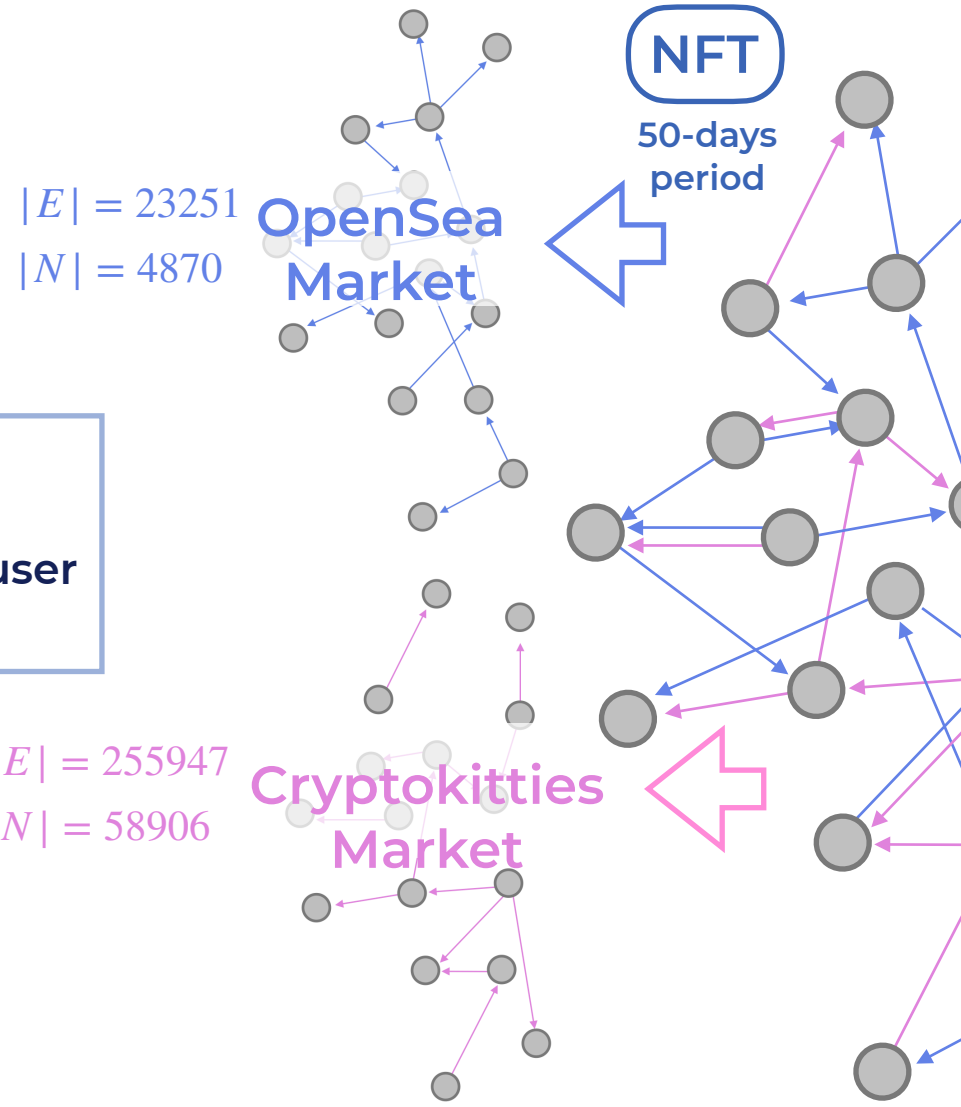 NFT
50-days
period
|E| = 23251
|N| = 4870
OpenSea
Market
user
E| = 255947
N| = 58906
Cryptokitties
Market